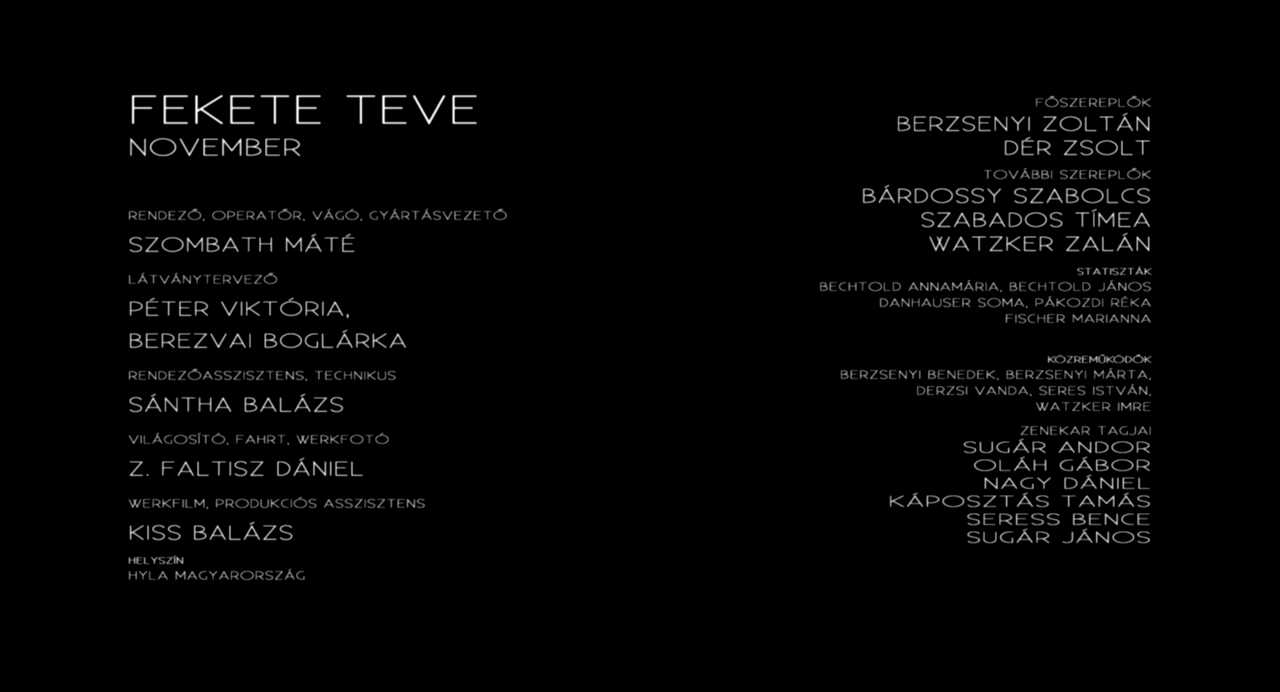 FEKETE TEVE
NOVEMBER
RENDEZŐ, OPERATŐR, VÁGÓ, GYÁRTÁSVEZETŐ
SZOMBATH MÁTÉ
LÁTVÁNYTERVEZŐ
PÉTER VIKTÓRIA,
BEREZVAI BOGLÁRKA
RENDEZŐASSZISZTENS, TECHNIKUS
SÁNTHA BALÁZS
VILÁGOSÍTÓ, FAHRT, WERKFOTÓ
Z. FALTISZ DÁNIEL
WERKFILM, PRODUKCIÓS ASSZISZTENS
KISS BALÁZS
HELYSZÍN
HYLA MAGYARORSZÁG
FŐSZEREPLŐK
BERZSENYI ZOLTÁN
DÉR ZSOLT
TOVÁBBI SZEREPLŐK
BÁRDOSSY SZABOLCS
SZABADOS TÍMEA
WATZKER ZALÁN
STATISZTÁK
BECHTOLD ANNAMÁRIA, BECHTOLD JÁNOS
DANHAUSER SOMA, PÁKOZDI RÉKA
FISCHER MARIANNA
KÖZREMŰKÖDŐK
BERZSENYI BENEDEK, BERZSENYI MÁRTA,
DERZSI VANDA, SERES ISTVÁN,
WATZKER IMRE
ZENEKAR TAGJAI
SUGÁR ANDOR
OLÁH GÁBOR
NAGY DÁNIEL
KÁPOSZTÁS TAMÁS
SERESS BENCE
SUGÁR JÁNOS